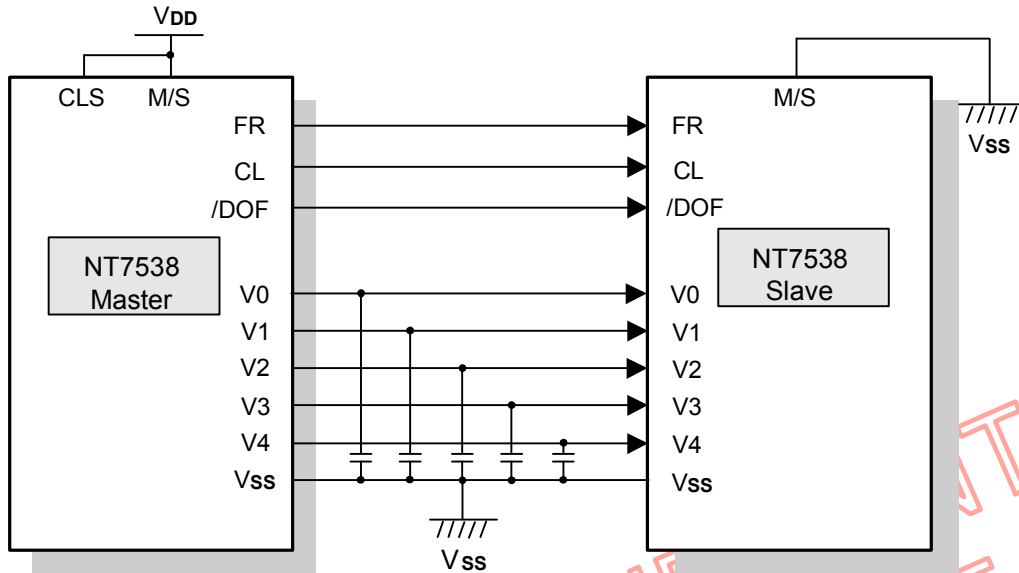 VDD
CLS M/S
FR
CL
/DOF
NT7538
Master
V0
V1
V2
V3
V4
Vss
Vss
M/S
Vss
FR
CL
/DOF
NT7538
Slave
V0
V1
V2
V3
V4
Vss
NT